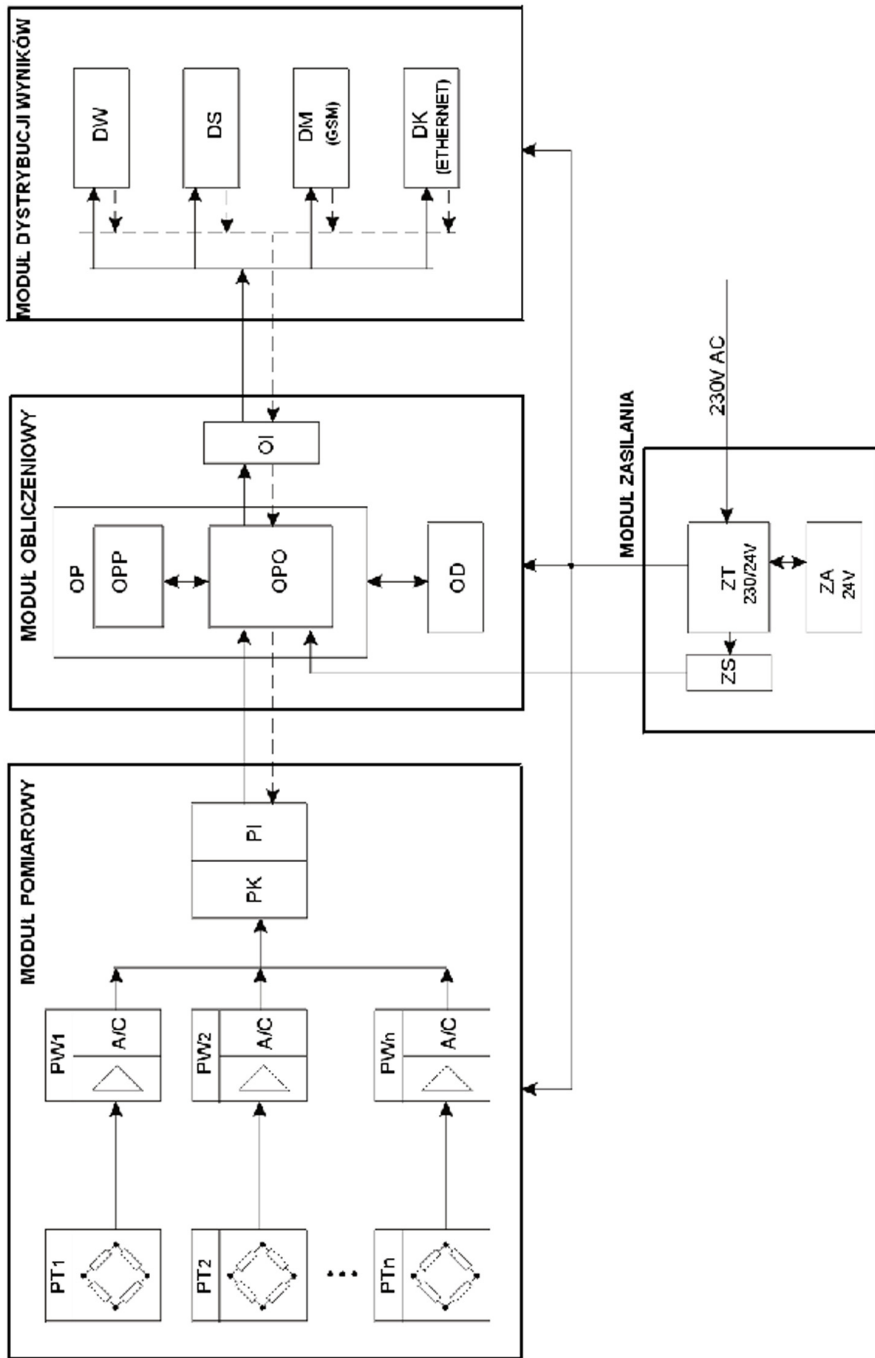 MODUŁ POMIAROWY
PT1
PW1
A/C
PT2
PW2
A/C
PTn
PWn
A/C
PK
PI
MODUŁ OBLICZENIOWY
OP
OPP
OPO
OI
OD
MODUŁ DYSTRYBUCJI WYNIKÓW
DW
DS
DM
(GSM)
DK
(ETHERNET)
MODUŁ ZASILANIA
ZS
ZT
230/24V
ZA
24V
230V AC